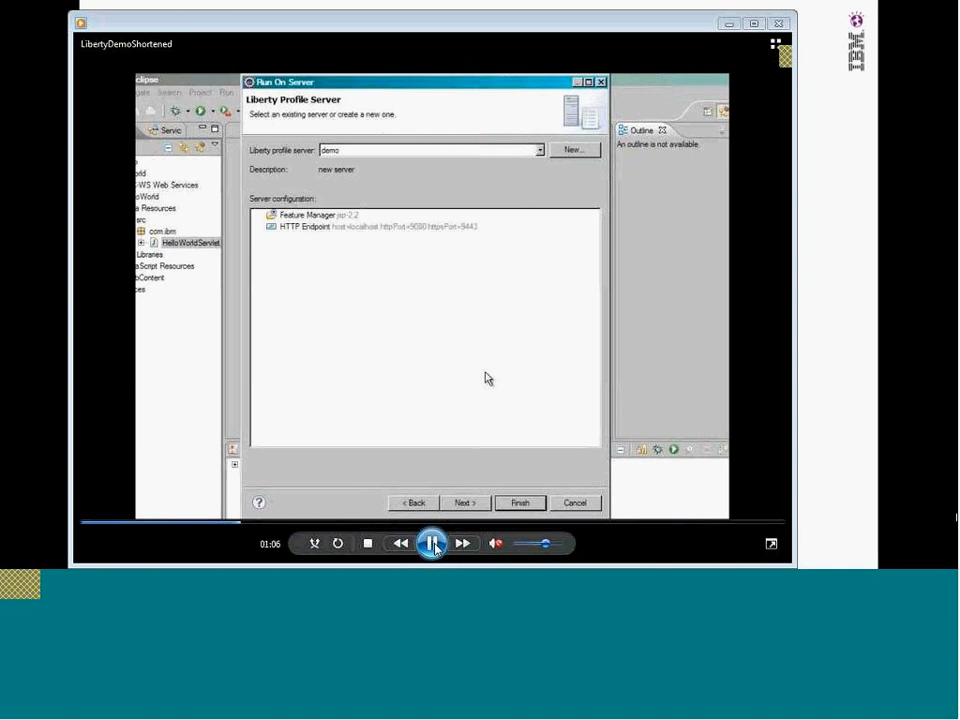 LibertyDemoShortened
IBM
clipse
Search Project Run
Run On Server
Liberty Profile Server
Select an existing server or create a new one.
Servic
Outline
An outline is not available.
Liberty profile server: demo
New...
Description: new server
Server configuration:
Feature Manager jsp-2.2
HTTP Endpoint host=localhost httpPort=9080 httpsPort=9443
orld
-WS Web Services
oWorld
a Resources
src
com.ibm
HelloWorldServlet.
Libraries
aScript Resources
bContent
ces
< Back
Next >
Finish
Cancel
01:06